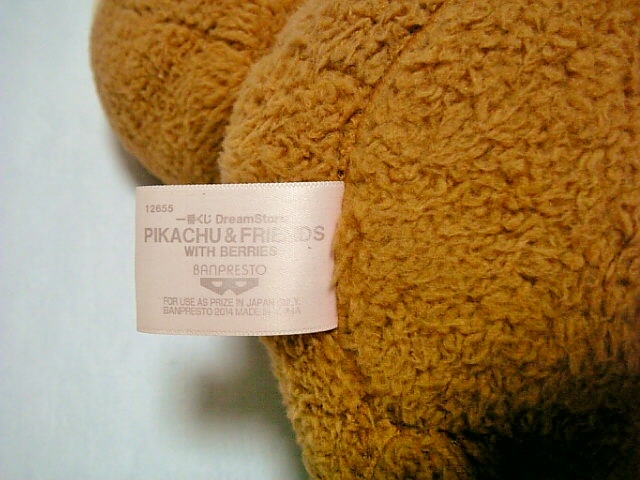 12655
一番くじ DreamStore
PIKACHU & FRIENDS
WITH BERRIES
BANPRESTO
FOR USE AS PRIZE IN JAPAN ONLY.
BANPRESTO 2014 MADE IN CHINA